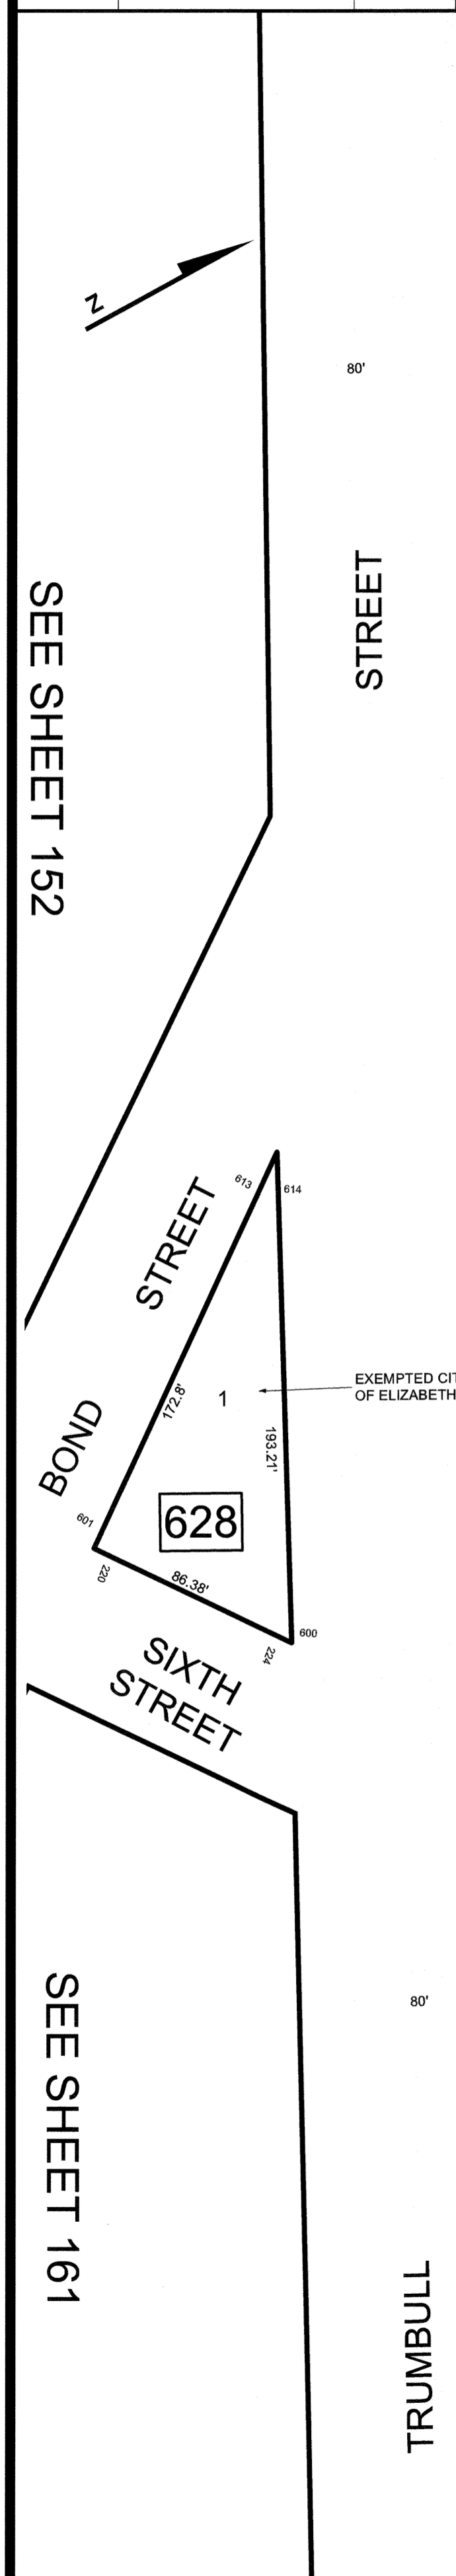 N
80'
STREET
SEE SHEET 152
613
614
STREET
172.8'
1
EXEMPTED CIT
OF ELIZABETH
193.21'
BOND
628
601
220
86.38'
600
224
SIXTH
STREET
80'
SEE SHEET 161
TRUMBULL